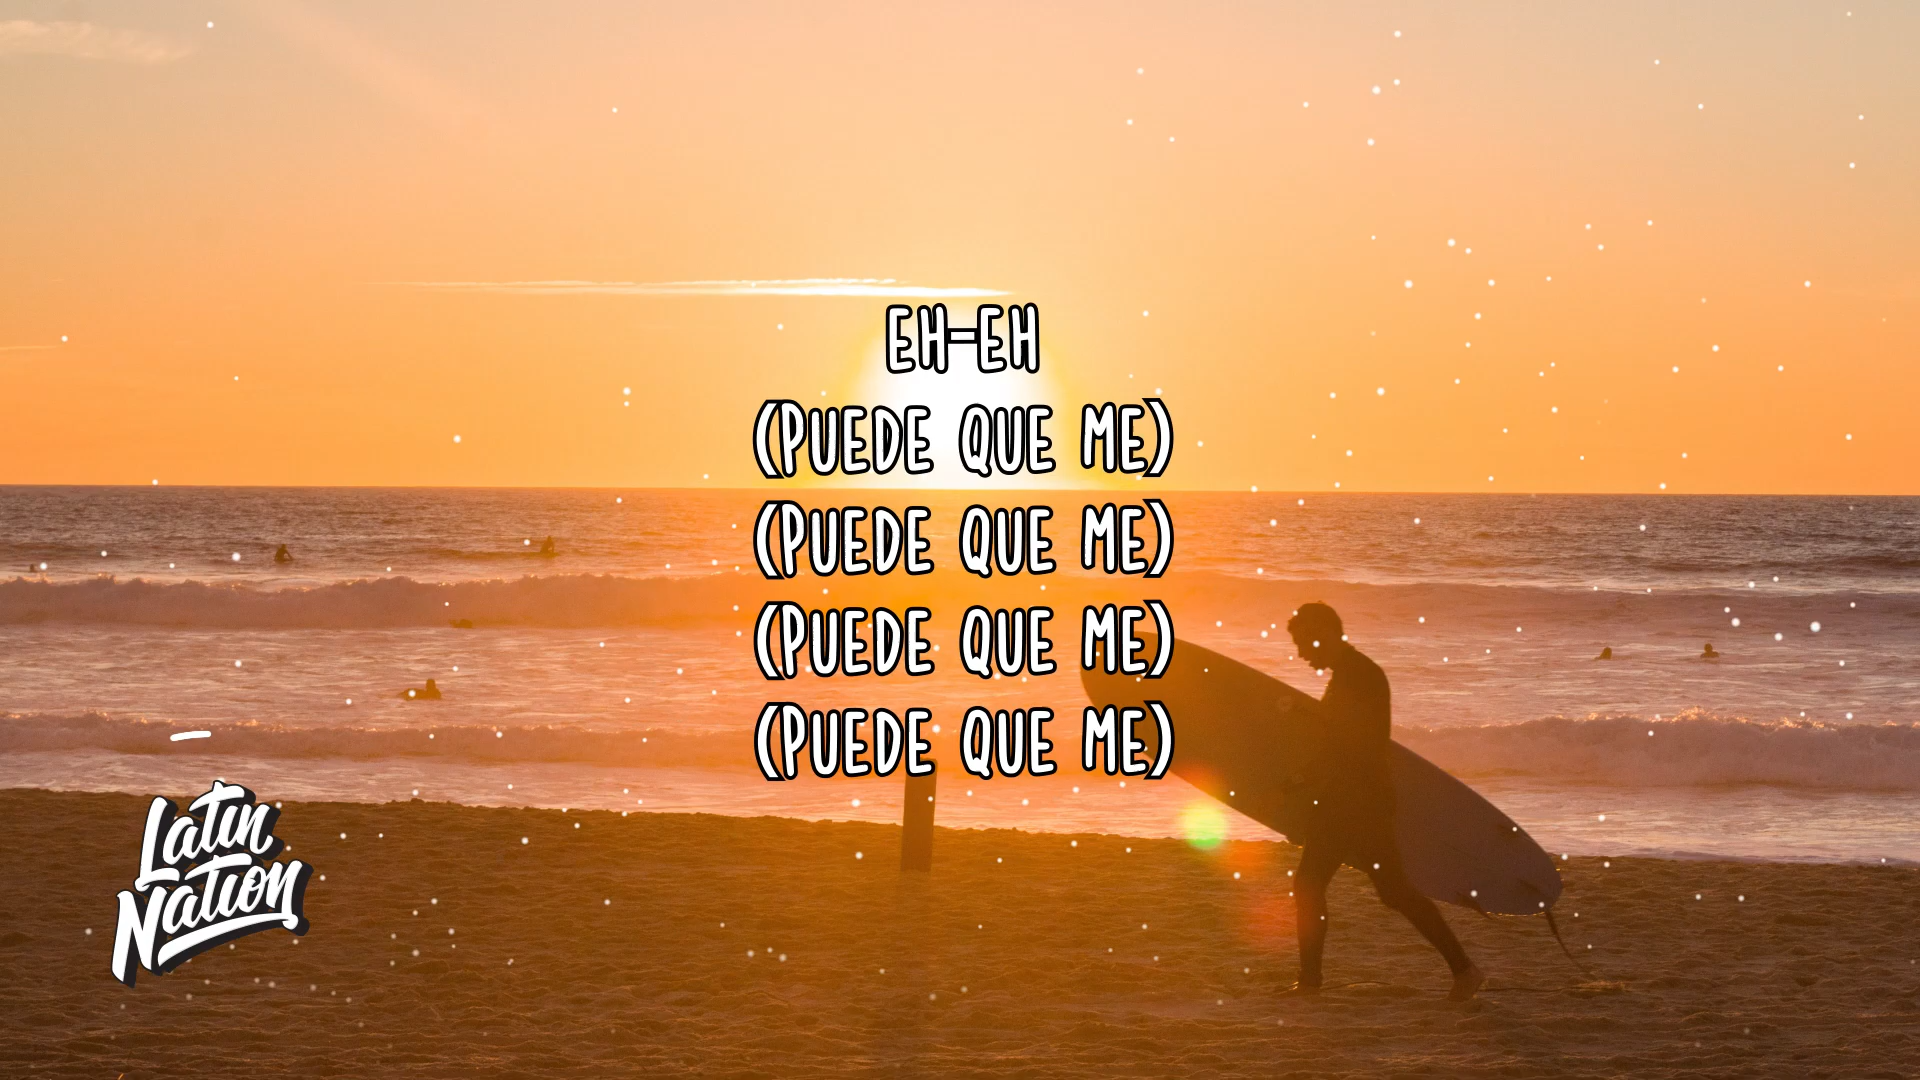 EH-EH
(PUEDE QUE ME)
(PUEDE QUE ME)
(PUEDE QUE ME)
(PUEDE QUE ME)
Latin
Nation